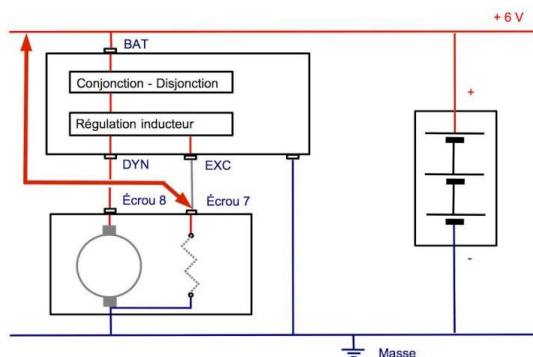 + 6 V
BAT
Conjonction - Disjonction
+
Régulation inducteur
DYN
EXC
Écrou 8
Écrou 7
-
Masse